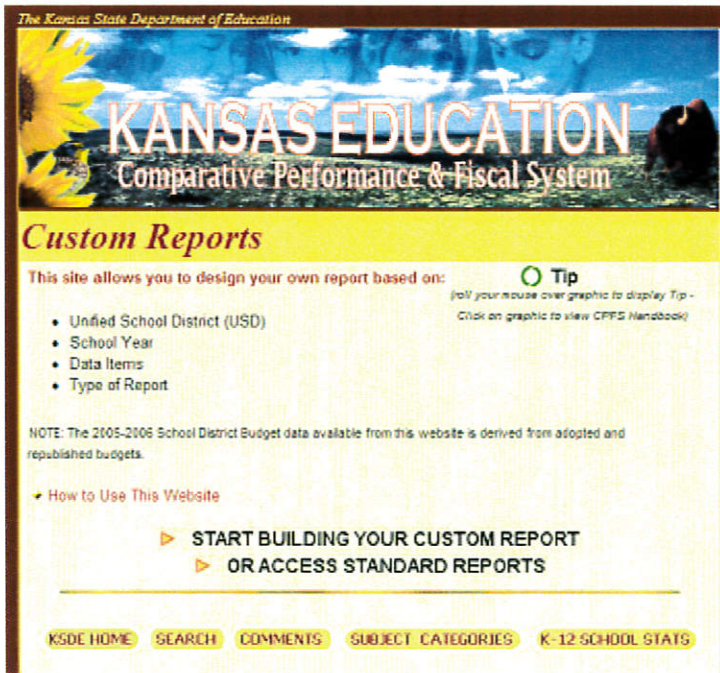 The Kansas State Department of Education
KANSAS EDUCATION
Comparative Performance & Fiscal System
Custom Reports
This site allows you to design your own report based on:
Tip
(roll your mouse over graphic to display Tip -
Click on graphic to view CPFS Handbook)
• Unified School District (USD)
• School Year
• Data Items
• Type of Report
NOTE: The 2005-2006 School District Budget data available from this website is derived from adopted and
republished budgets.
How to Use This Website
START BUILDING YOUR CUSTOM REPORT
OR ACCESS STANDARD REPORTS
KSDE HOME SEARCH COMMENTS SUBJECT CATEGORIES K-12 SCHOOL STATS